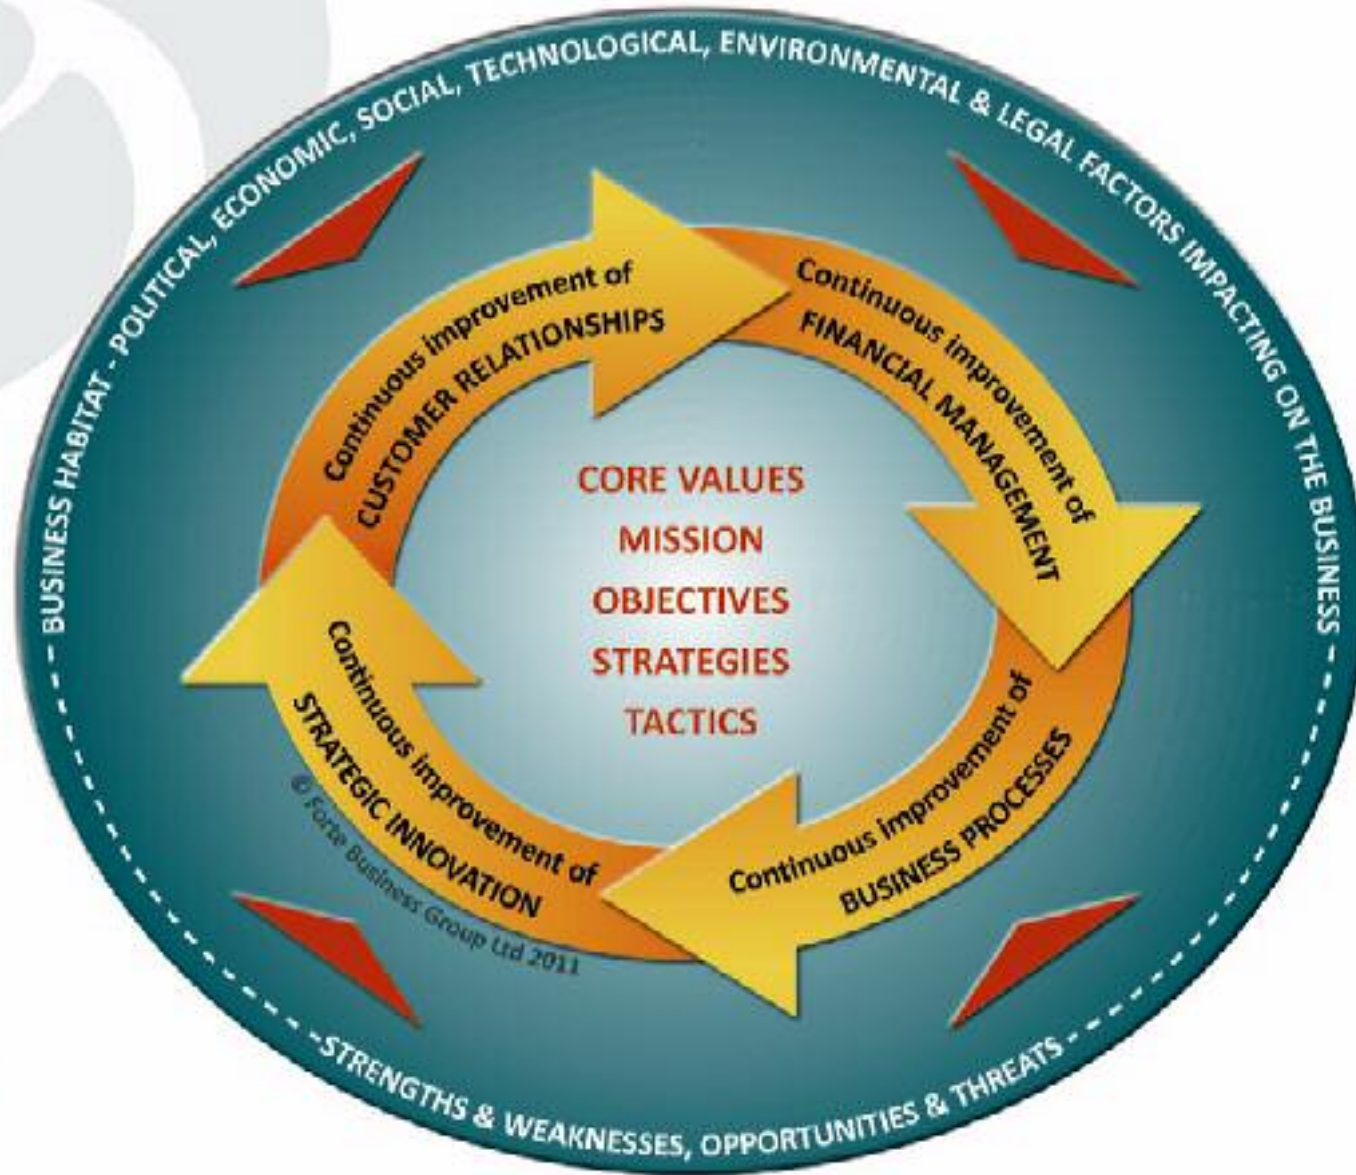 - - BUSINESS HABITAT - POLITICAL, ECONOMIC, SOCIAL, TECHNOLOGICAL, ENVIRONMENTAL & LEGAL FACTORS IMPACTING ON THE BUSINESS - -
Continuous improvement of
CUSTOMER RELATIONSHIPS
Continuous improvement of
FINANCIAL MANAGEMENT
CORE VALUES
MISSION
OBJECTIVES
STRATEGIES
TACTICS
Continuous improvement of
BUSINESS PROCESSES
Continuous improvement of
STRATEGIC INNOVATION
© Forte Business Group Ltd 2011
-STRENGTHS & WEAKNESSES, OPPORTUNITIES & THREATS -